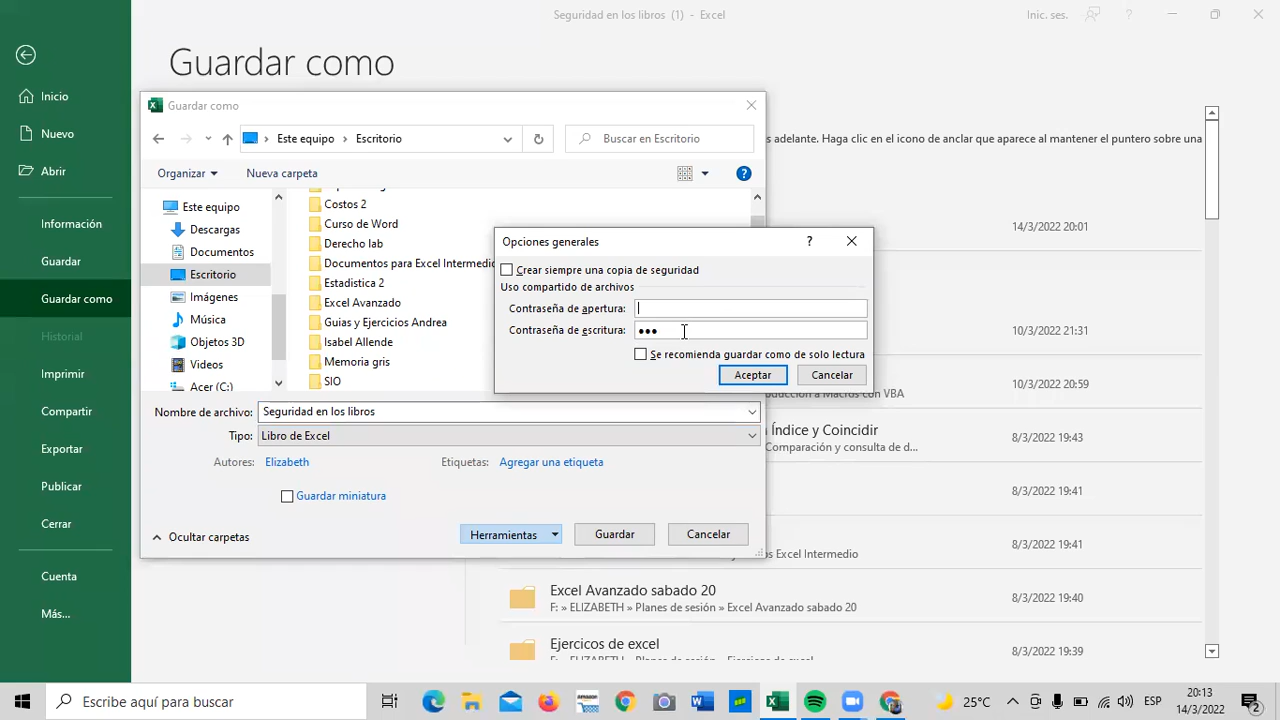 Seguridad en los libros (1) - Excel
Inic. ses.
Guardar como
Inicio
Nuevo
Abrir
Información
Guardar
Guardar como
Historial
Imprimir
Compartir
Exportar
Publicar
Cerrar
Cuenta
Más...
Guardar como
Este equipo
Escritorio
Buscar en Escritorio
Organizar
Nueva carpeta
Este equipo
Descargas
Documentos
Escritorio
Imágenes
Música
Objetos 3D
Videos
Acer (C:)
Costos 2
Curso de Word
Derecho lab
Documentos para Excel Intermedio
Estadistica 2
Excel Avanzado
Guias y Ejercicios Andrea
Isabel Allende
Memoria gris
SIO
Nombre de archivo:
Seguridad en los libros
Tipo:
Libro de Excel
Autores:
Elizabeth
Etiquetas:
Agregar una etiqueta
Guardar miniatura
Ocultar carpetas
Herramientas
Guardar
Cancelar
Opciones generales
Crear siempre una copia de seguridad
Uso compartido de archivos
Contraseña de apertura:
Contraseña de escritura:
●●●
Se recomienda guardar como de solo lectura
Aceptar
Cancelar
adelante. Haga clic en el icono de anclar que aparece al mantener el puntero sobre una
14/3/2022 20:01
10/3/2022 21:31
10/3/2022 20:59
a Macros con VBA
Índice y Coincidir
8/3/2022 19:43
Comparación y consulta de d...
8/3/2022 19:41
8/3/2022 19:41
Excel Intermedio
Excel Avanzado sabado 20
8/3/2022 19:40
F: » ELIZABETH » Planes de sesión » Excel Avanzado sabado 20
Ejercicos de excel
8/3/2022 19:39
F: » ELIZABETH » Planes de sesión » Ejercicos de excel
Escribe aquí para buscar
25°C
ESP
20:13
14/3/2022
2